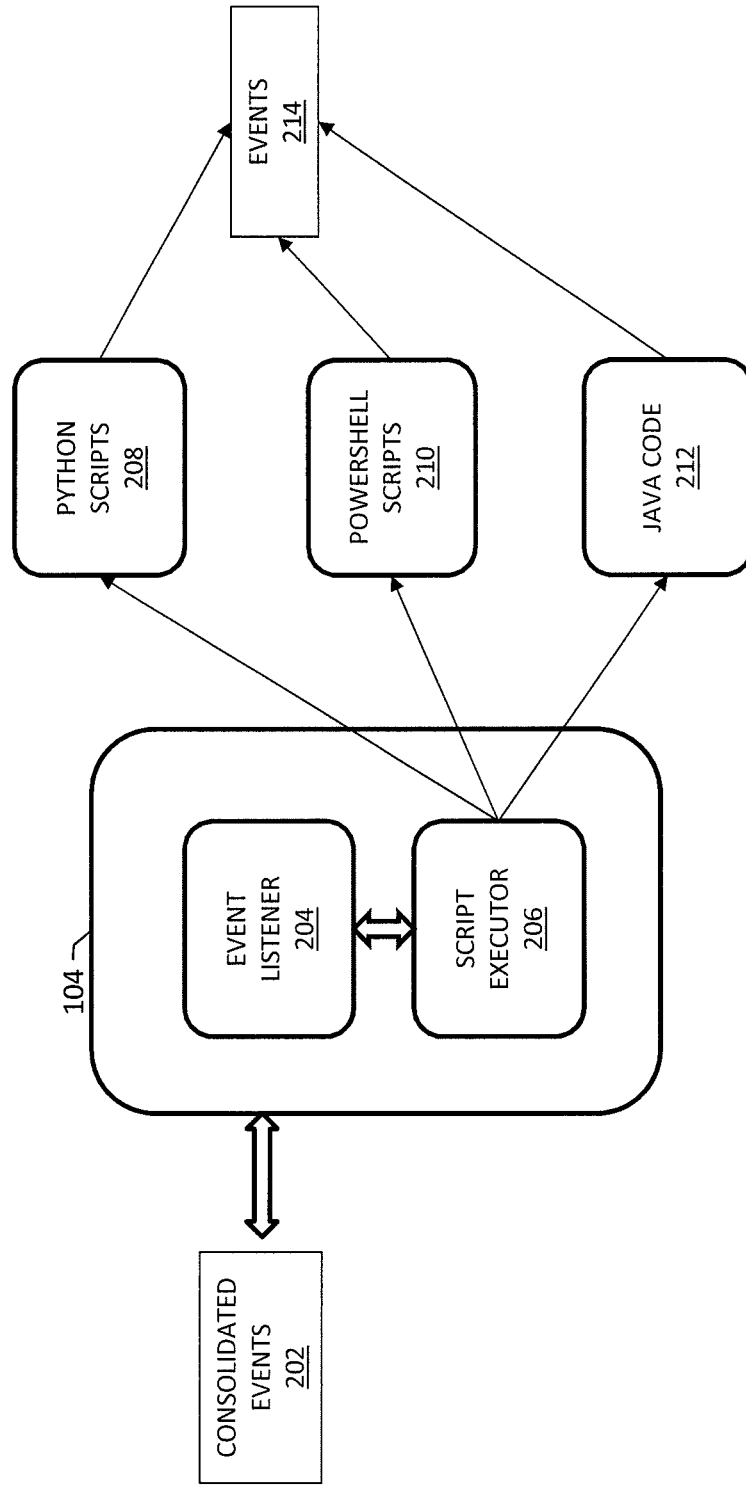 CONSOLIDATED
EVENTS
202
104
EVENT
LISTENER
204
SCRIPT
EXECUTOR
206
PYTHON
SCRIPTS
208
POWERSHELL
SCRIPTS
210
JAVA CODE
212
EVENTS
214